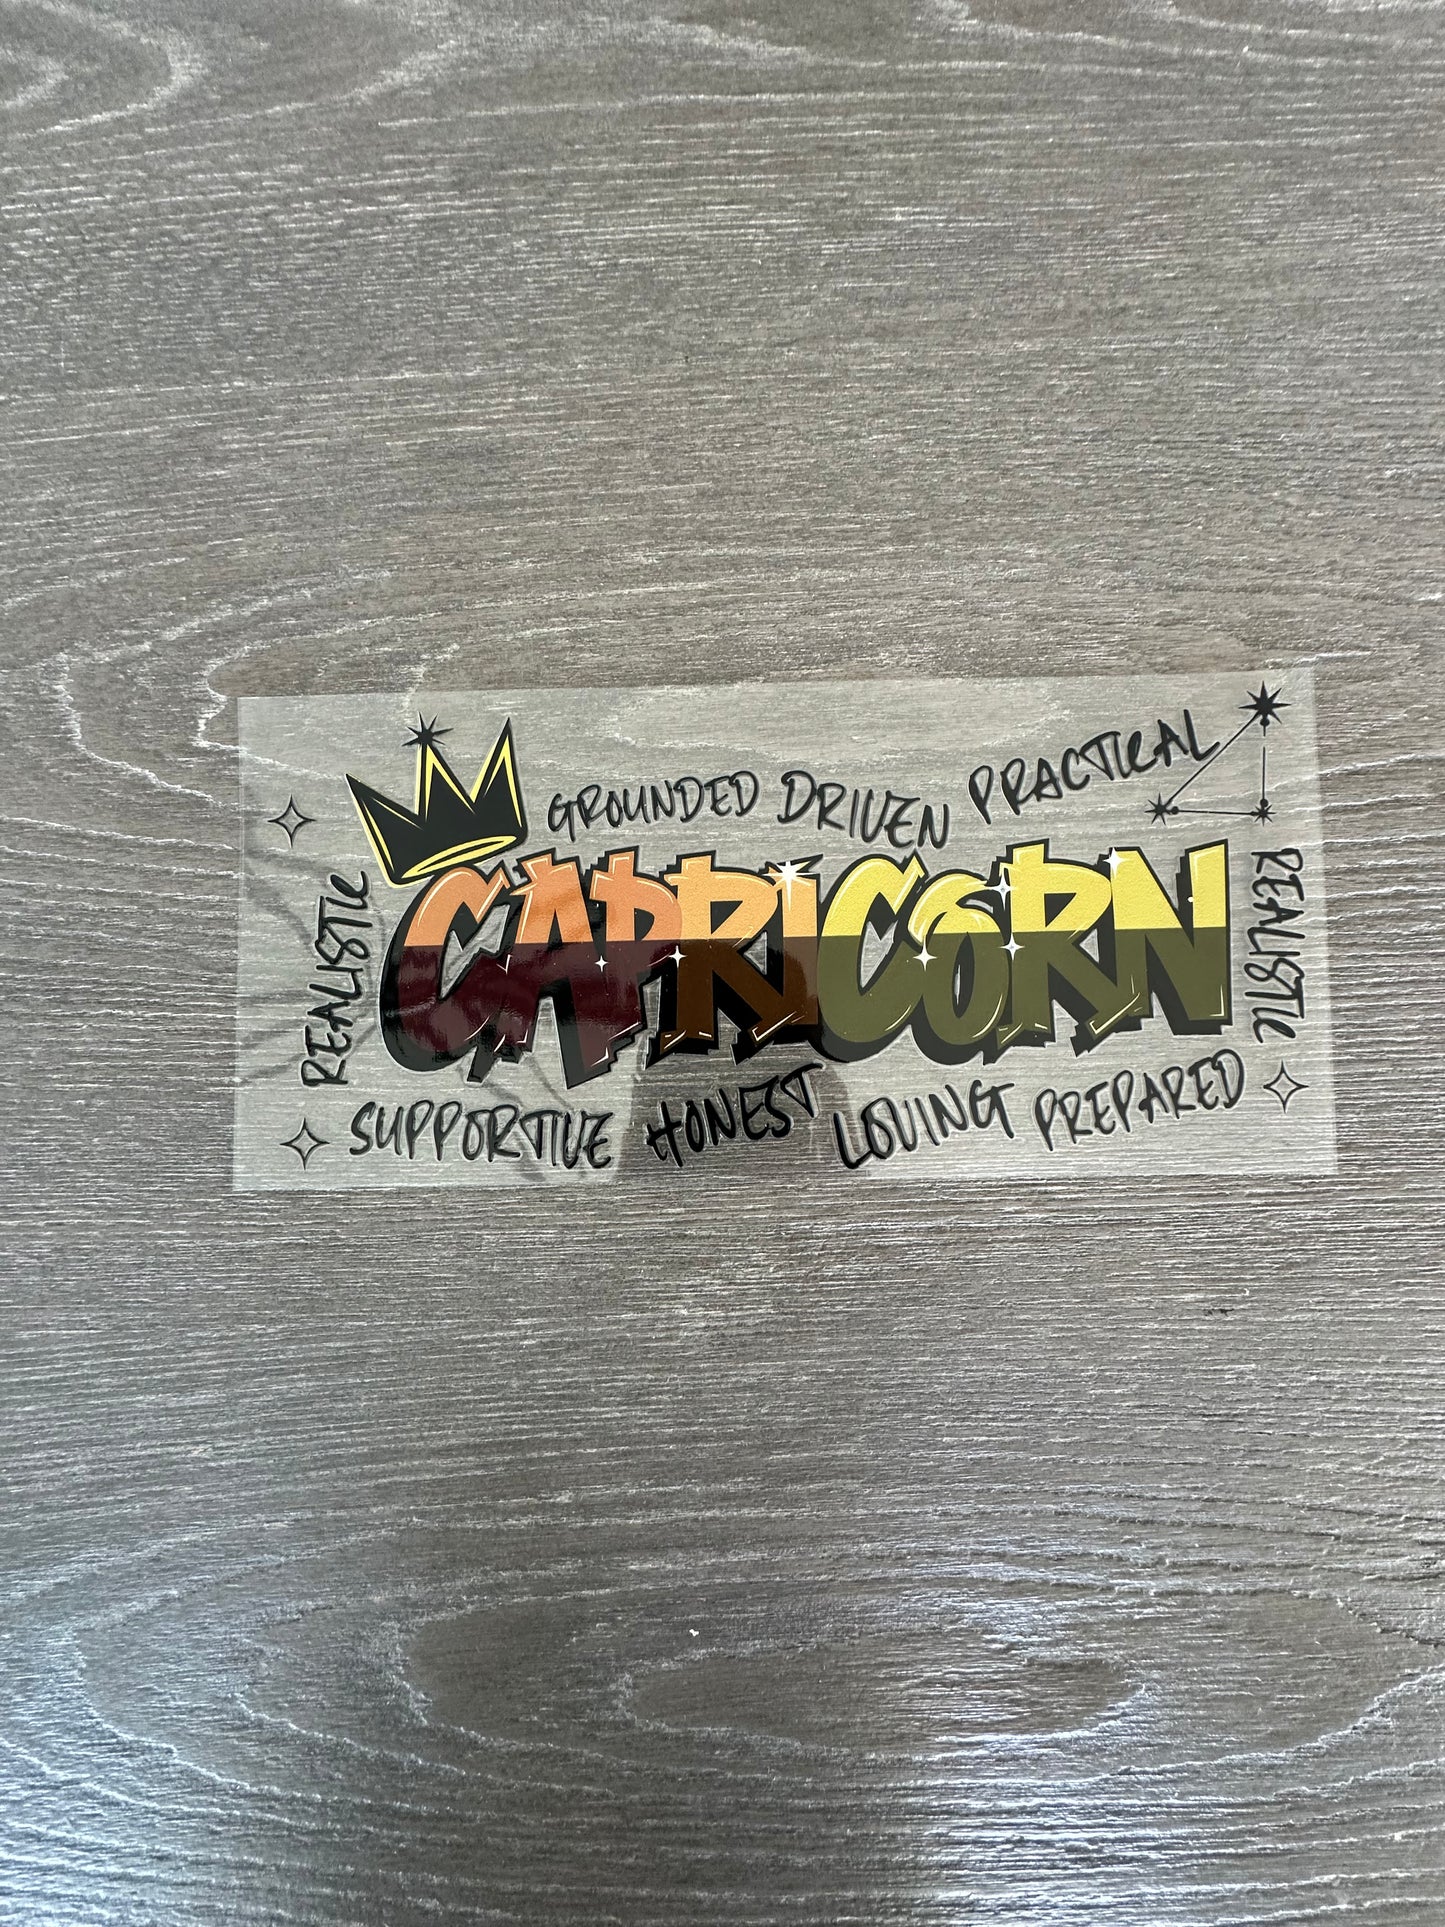 GROUNDED DRIVEN PRACTICAL
REALISTIC
CAPRICORN
REALISTIC
SUPPORTIVE HONEST LOVING PREPARED